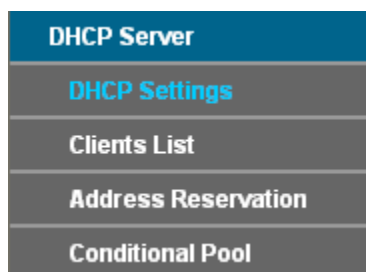 DHCP Server
DHCP Settings
Clients List
Address Reservation
Conditional Pool